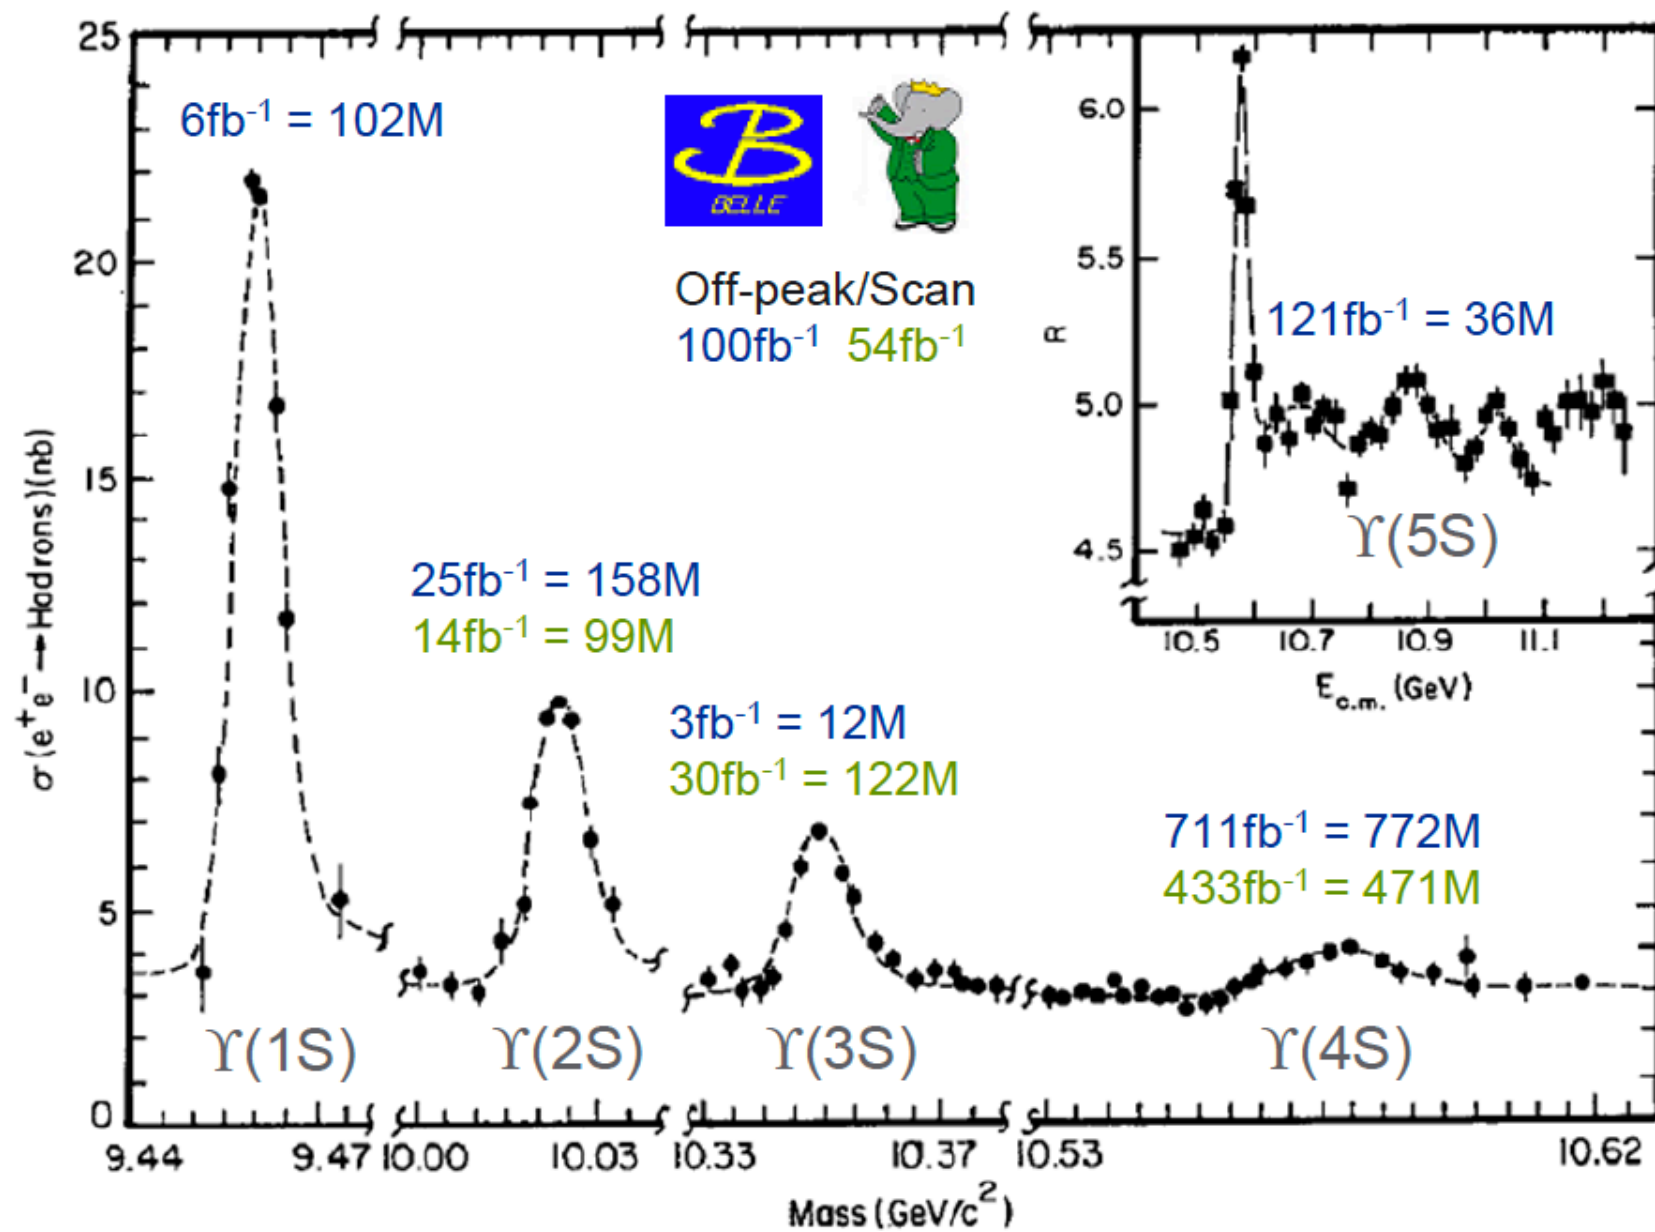 25
20
15
10
5
0
σ(e⁺e⁻→Hadrons)(nb)
6fb⁻¹ = 102M
BELLE
Off-peak/Scan
100fb⁻¹ 54fb⁻¹
25fb⁻¹ = 158M
14fb⁻¹ = 99M
3fb⁻¹ = 12M
30fb⁻¹ = 122M
711fb⁻¹ = 772M
433fb⁻¹ = 471M
ϒ(1S) ϒ(2S) ϒ(3S) ϒ(4S)
9.44 9.47 10.00 10.03 10.33 10.37 10.53 10.62
Mass (GeV/c²)
6.0
5.5
5.0
4.5
R
121fb⁻¹ = 36M
ϒ(5S)
10.5 10.7 10.9 11.1
E_c.m. (GeV)